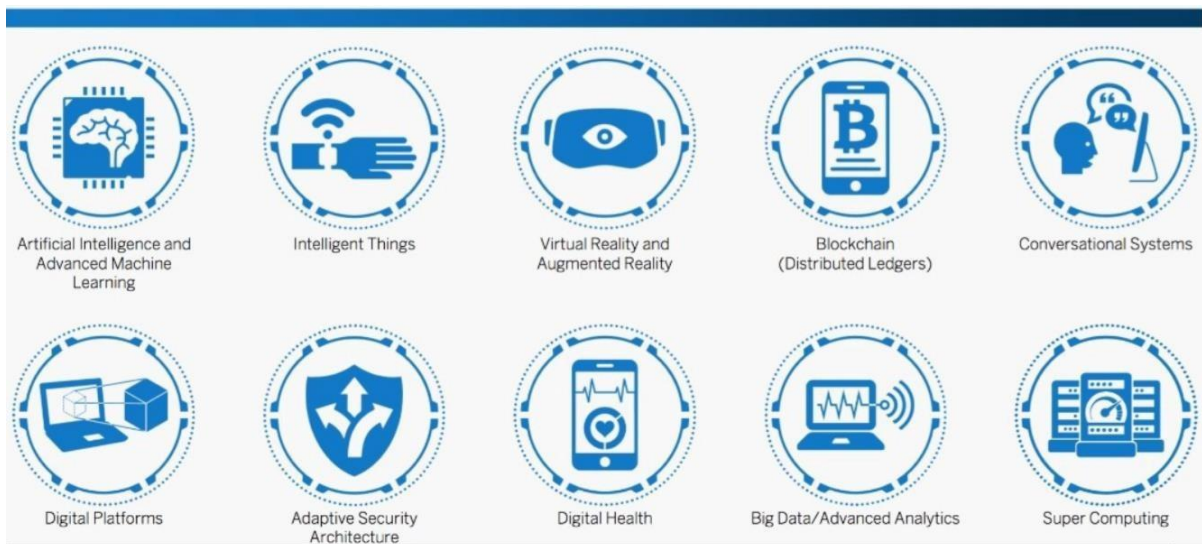 Artificial Intelligence and
Advanced Machine
Learning
Intelligent Things
Virtual Reality and
Augmented Reality
Blockchain
(Distributed Ledgers)
Conversational Systems
Digital Platforms
Adaptive Security
Architecture
Digital Health
Big Data/Advanced Analytics
Super Computing